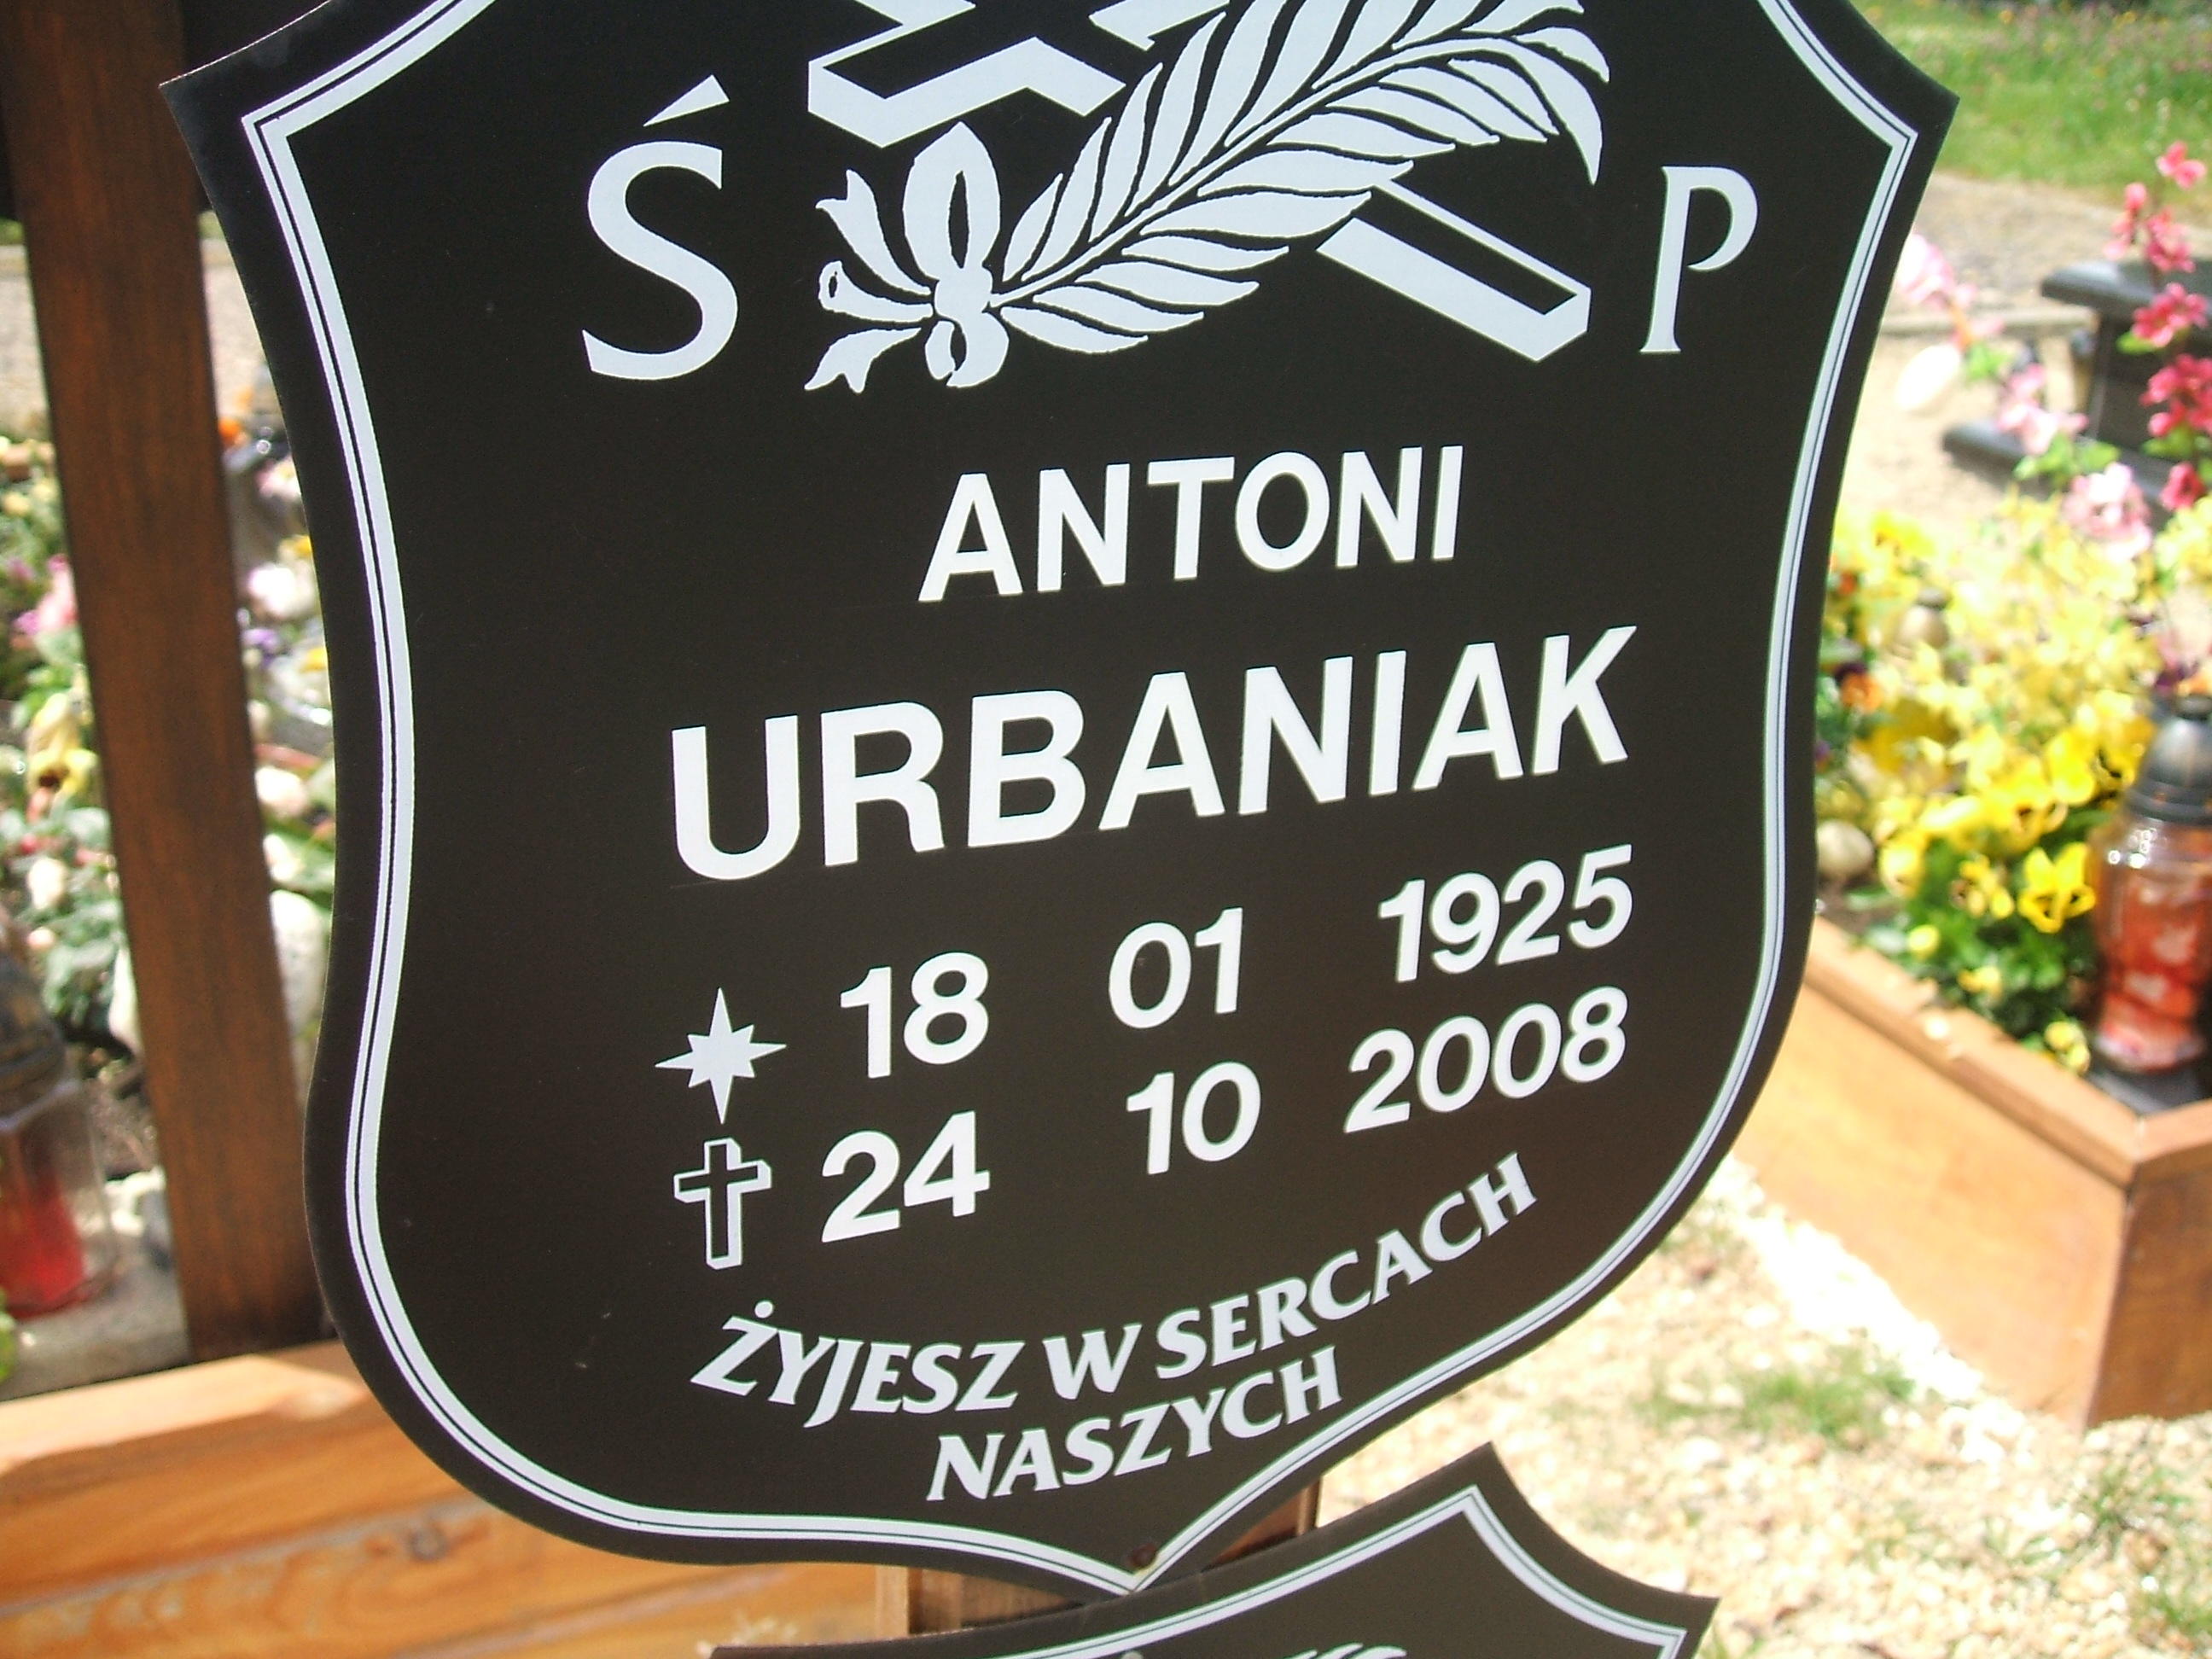 Ś P
ANTONI
URBANIAK
18 01 1925
24 10 2008
ŻYJESZ W SERCACH
NASZYCH